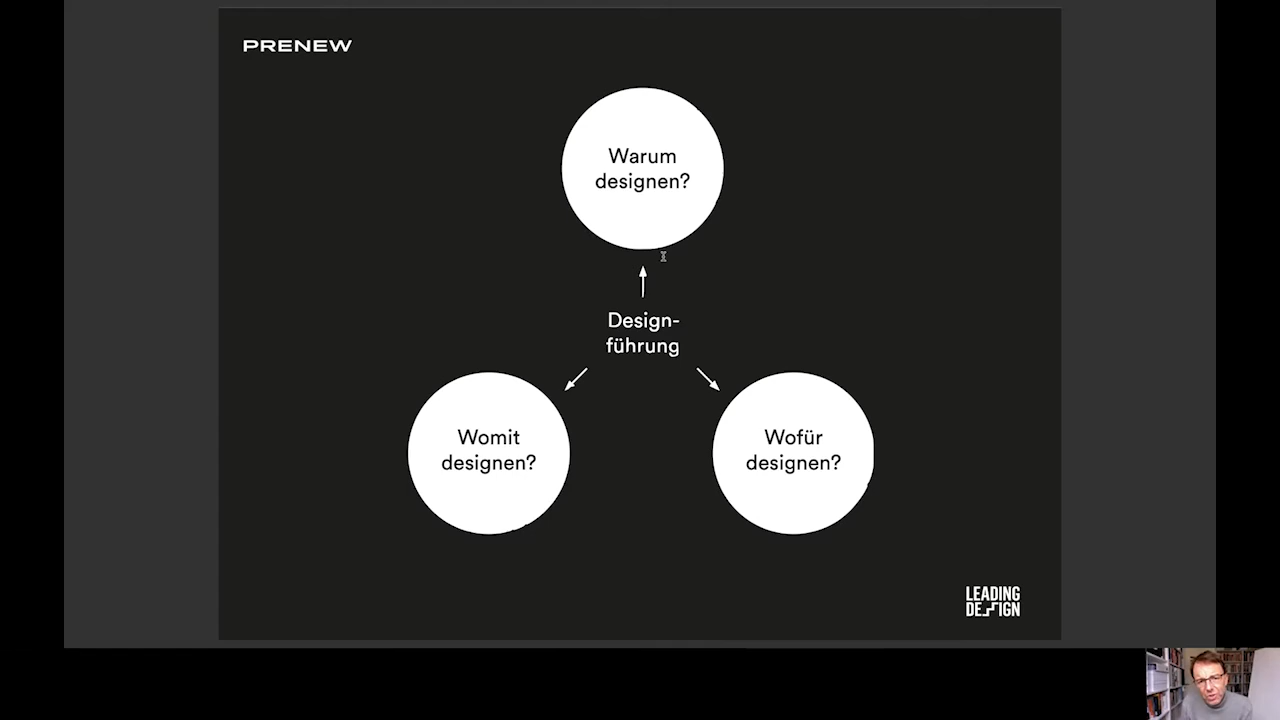 PRENEW
Warum
designen?
Design-
führung
Womit
designen?
Wofür
designen?
LEADING
DESIGN